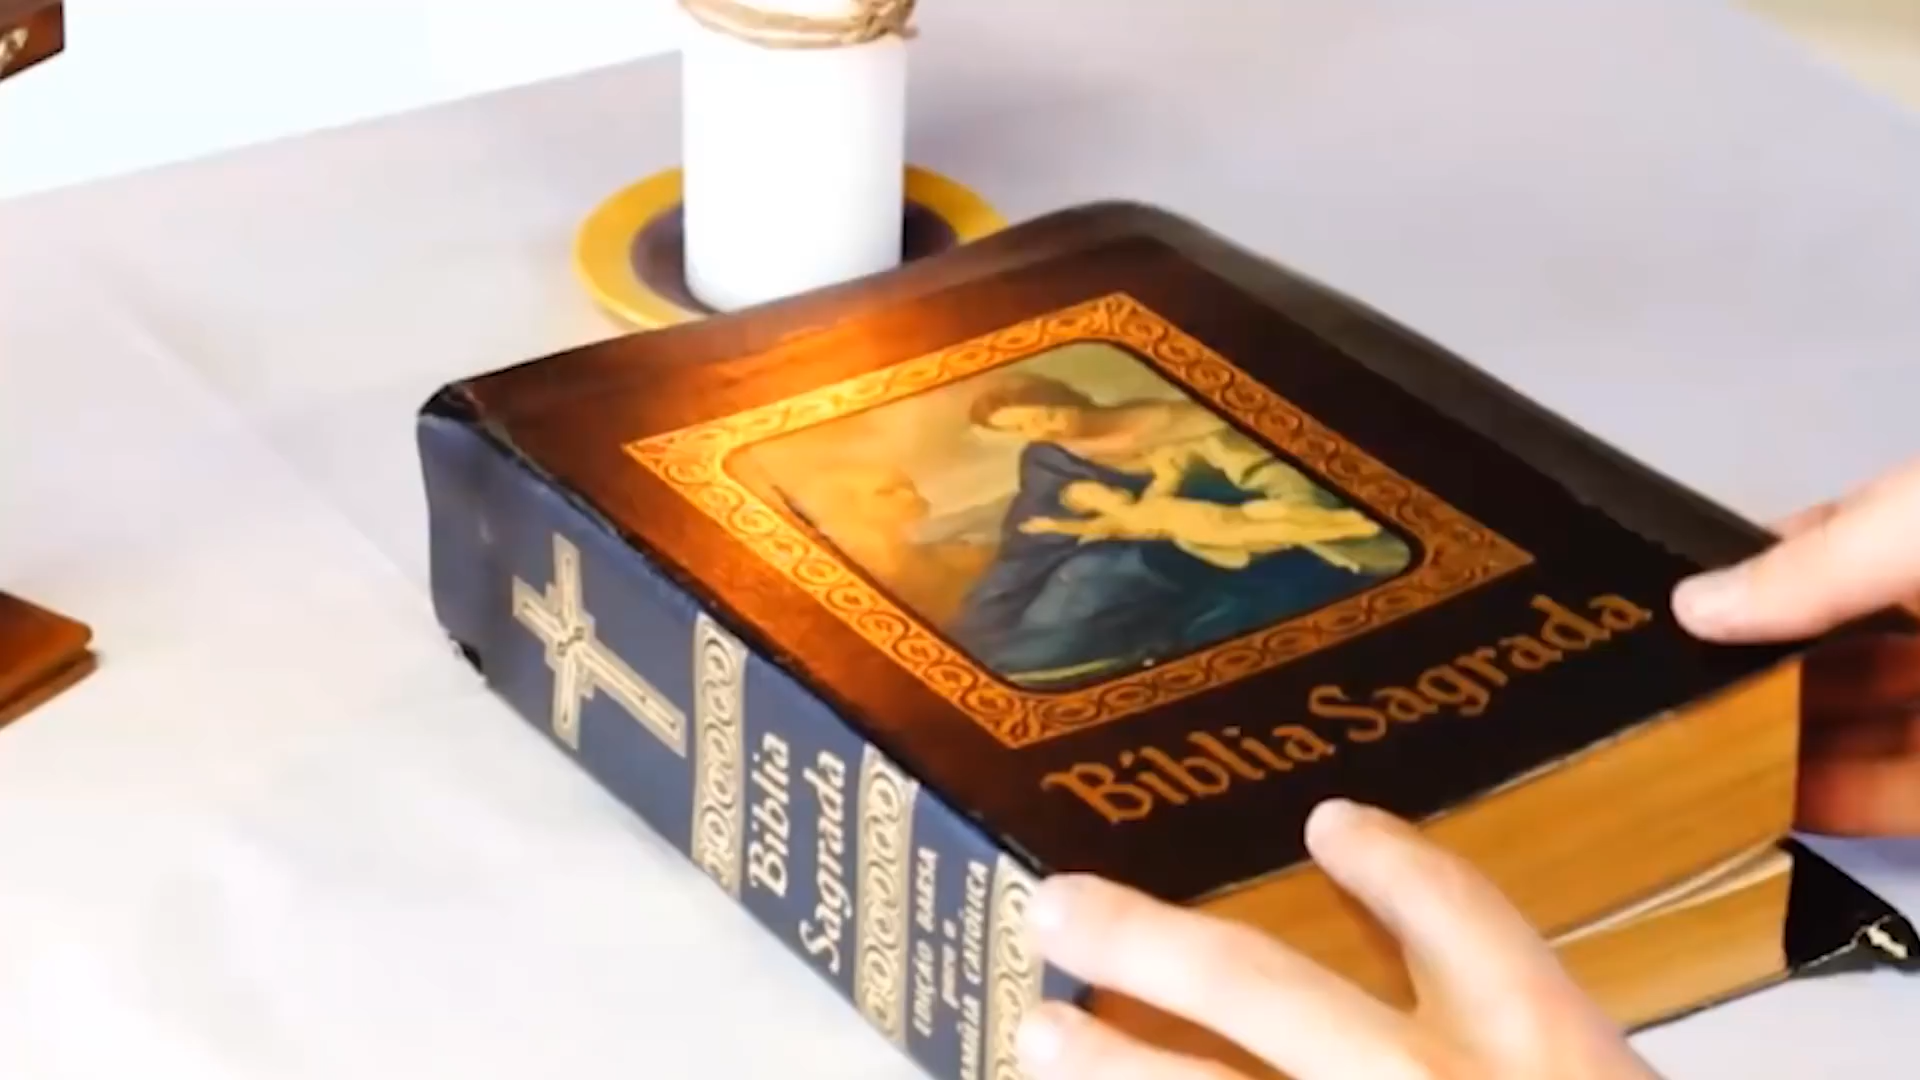 Bíblia Sagrada
Bíblia
Sagrada
EDIÇÃO BARSA
para a
FAMÍLIA CATÓLICA